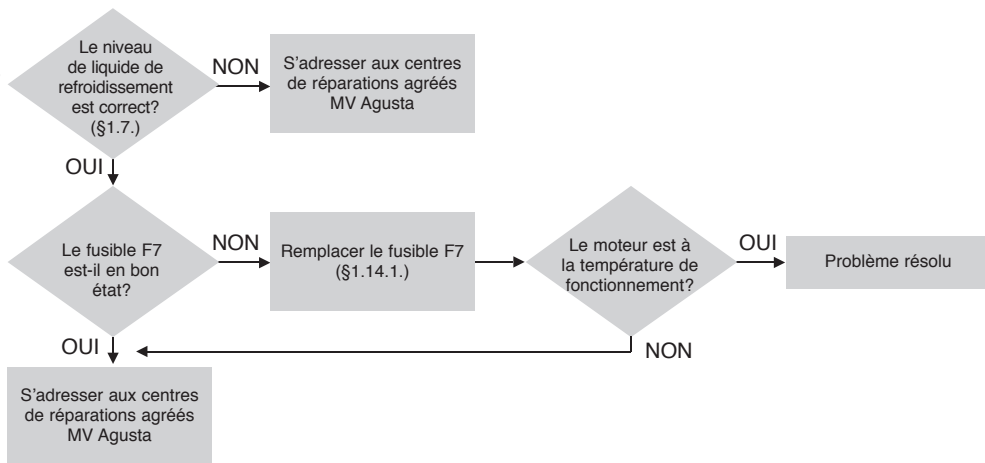 Le niveau
de liquide de
refroidissement
est correct?
(§1.7.)
NON
S'adresser aux centres
de réparations agréés
MV Agusta
OUI
Le fusible F7
est-il en bon
état?
NON
Remplacer le fusible F7
(§1.14.1.)
Le moteur est à
la température de
fonctionnement?
OUI
Problème résolu
OUI
NON
S'adresser aux centres
de réparations agréés
MV Agusta